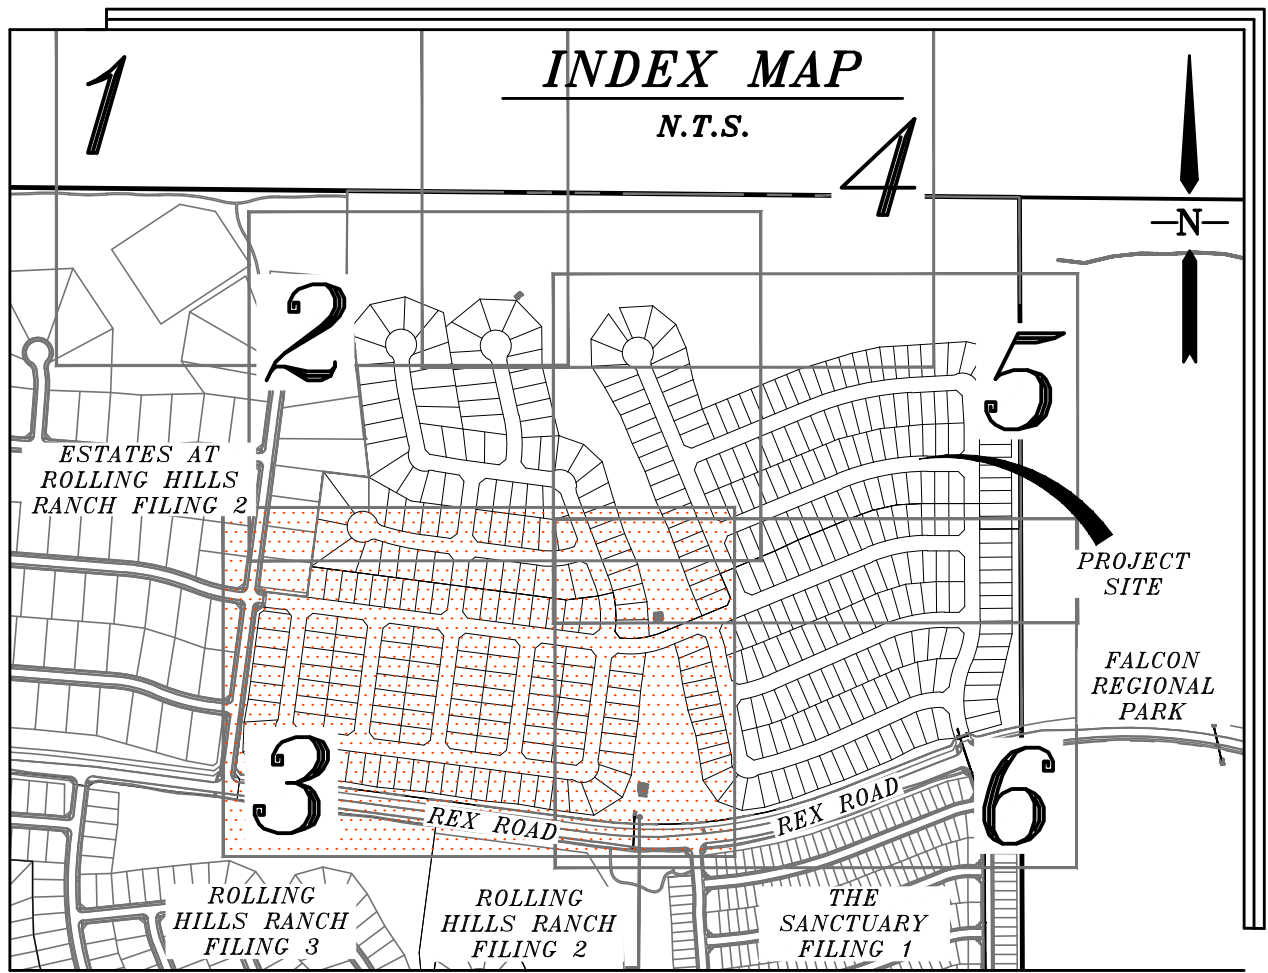 INDEX MAP
N.T.S.
1
4
N
2
5
ESTATES AT
ROLLING HILLS
RANCH FILING 2
PROJECT
SITE
FALCON
REGIONAL
PARK
3
6
REX ROAD
REX ROAD
ROLLING
HILLS RANCH
FILING 3
ROLLING
HILLS RANCH
FILING 2
THE
SANCTUARY
FILING 1